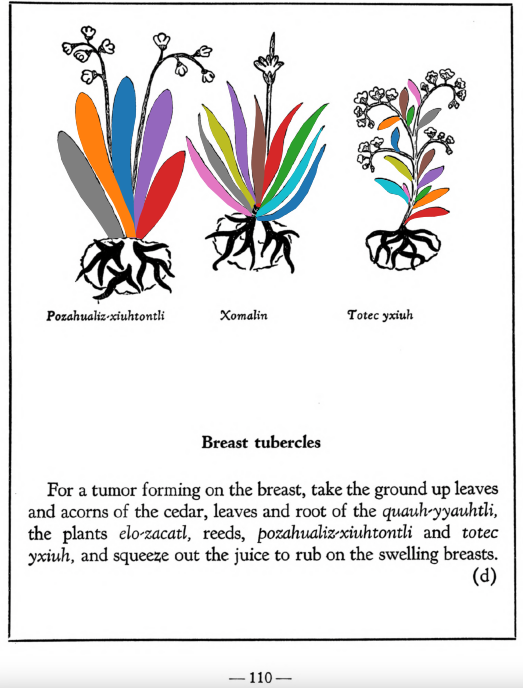 Pozahualiz-xiuhtontli Xomalin Totec yxiuh
Breast tubercles
For a tumor forming on the breast, take the ground up leaves
and acorns of the cedar, leaves and root of the quauh-yyauhtli,
the plants elo-zacatl, reeds, pozahualiz-xiuhtontli and totec
yxiuh, and squeeze out the juice to rub on the swelling breasts.
(d)
— 110 —